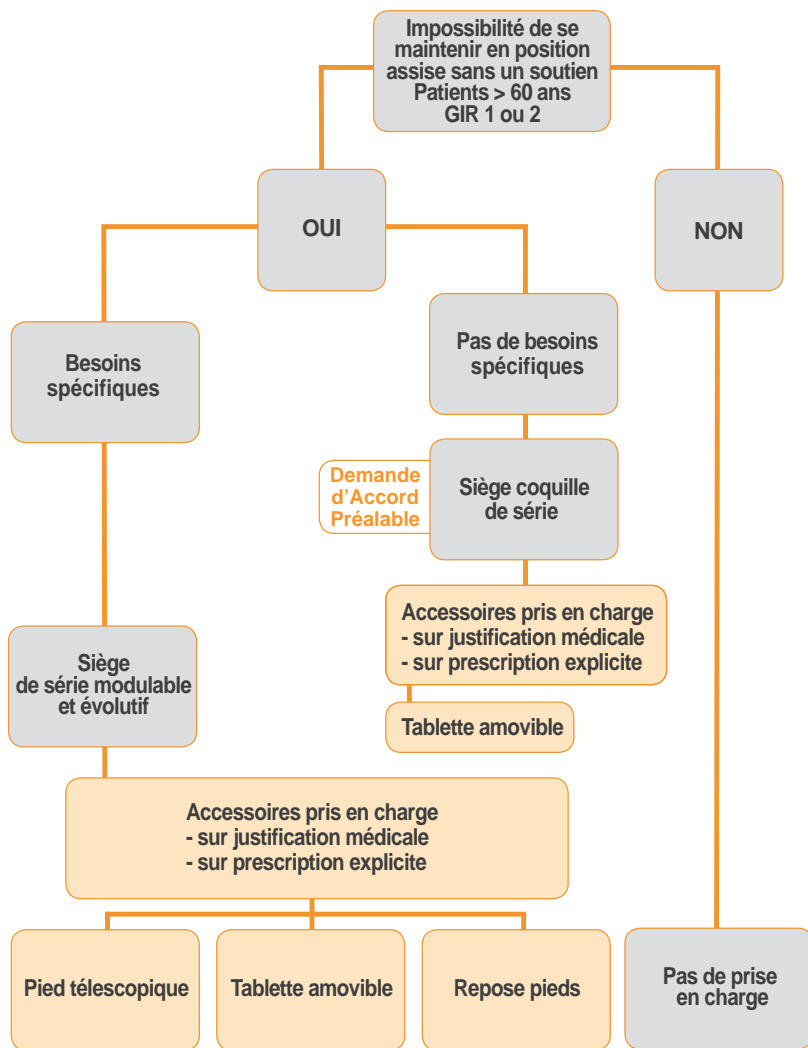 Impossibilité de se
maintenir en position
assise sans un soutien
Patients > 60 ans
GIR 1 ou 2
OUI
NON
Besoins
spécifiques
Pas de besoins
spécifiques
Demande
d’Accord
Préalable
Siège coquille
de série
Accessoires pris en charge
- sur justification médicale
- sur prescription explicite
Tablette amovible
Siège
de série modulable
et évolutif
Accessoires pris en charge
- sur justification médicale
- sur prescription explicite
Pied télescopique
Tablette amovible
Repose pieds
Pas de prise
en charge